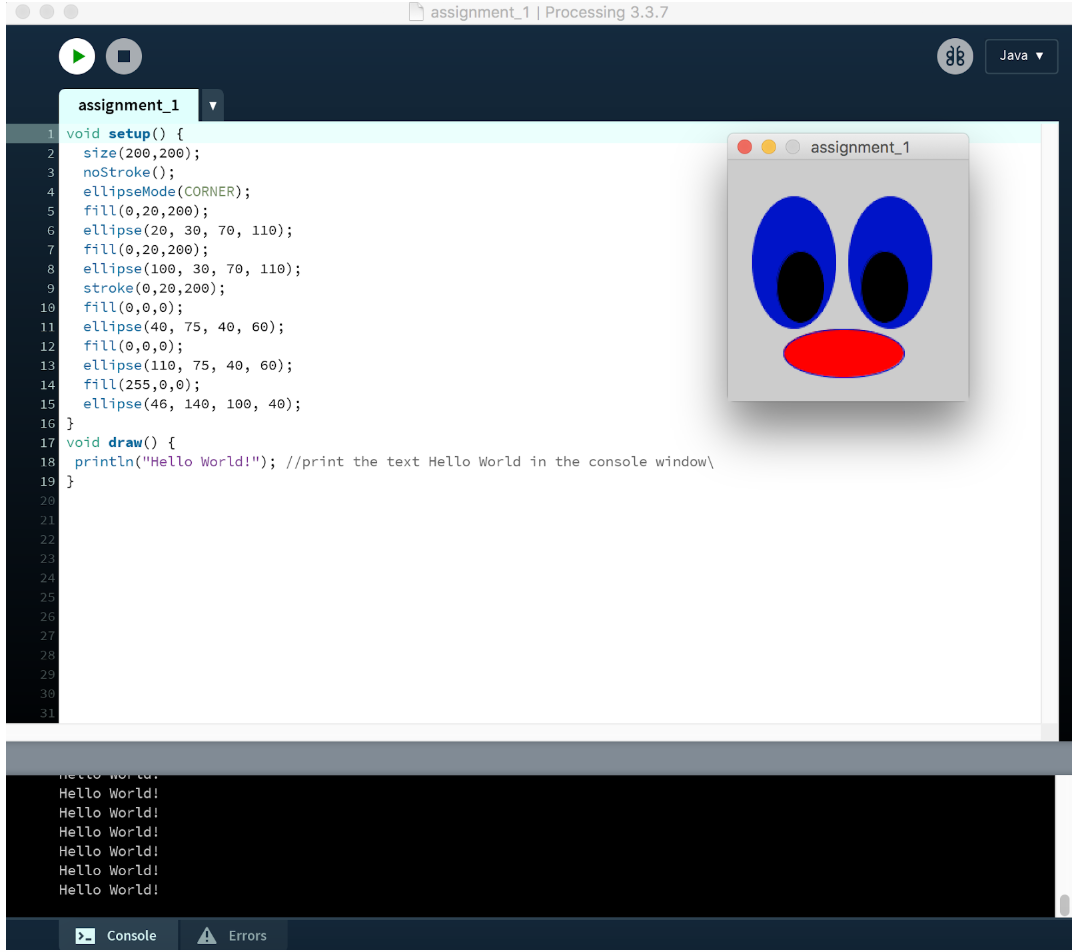 assignment_1 | Processing 3.3.7
Java ▼
assignment_1 ▼
1 void setup() {
2 size(200,200);
3 noStroke();
4 ellipseMode(CORNER);
5 fill(0,20,200);
6 ellipse(20, 30, 70, 110);
7 fill(0,20,200);
8 ellipse(100, 30, 70, 110);
9 stroke(0,20,200);
10 fill(0,0,0);
11 ellipse(40, 75, 40, 60);
12 fill(0,0,0);
13 ellipse(110, 75, 40, 60);
14 fill(255,0,0);
15 ellipse(46, 140, 100, 40);
16 }
17 void draw() {
18 println("Hello World!"); //print the text Hello World in the console window\
19 }
20
21
22
23
24
25
26
27
28
29
30
31
assignment_1
Hello World!
Hello World!
Hello World!
Hello World!
Hello World!
Hello World!
Hello World!
Console
Errors